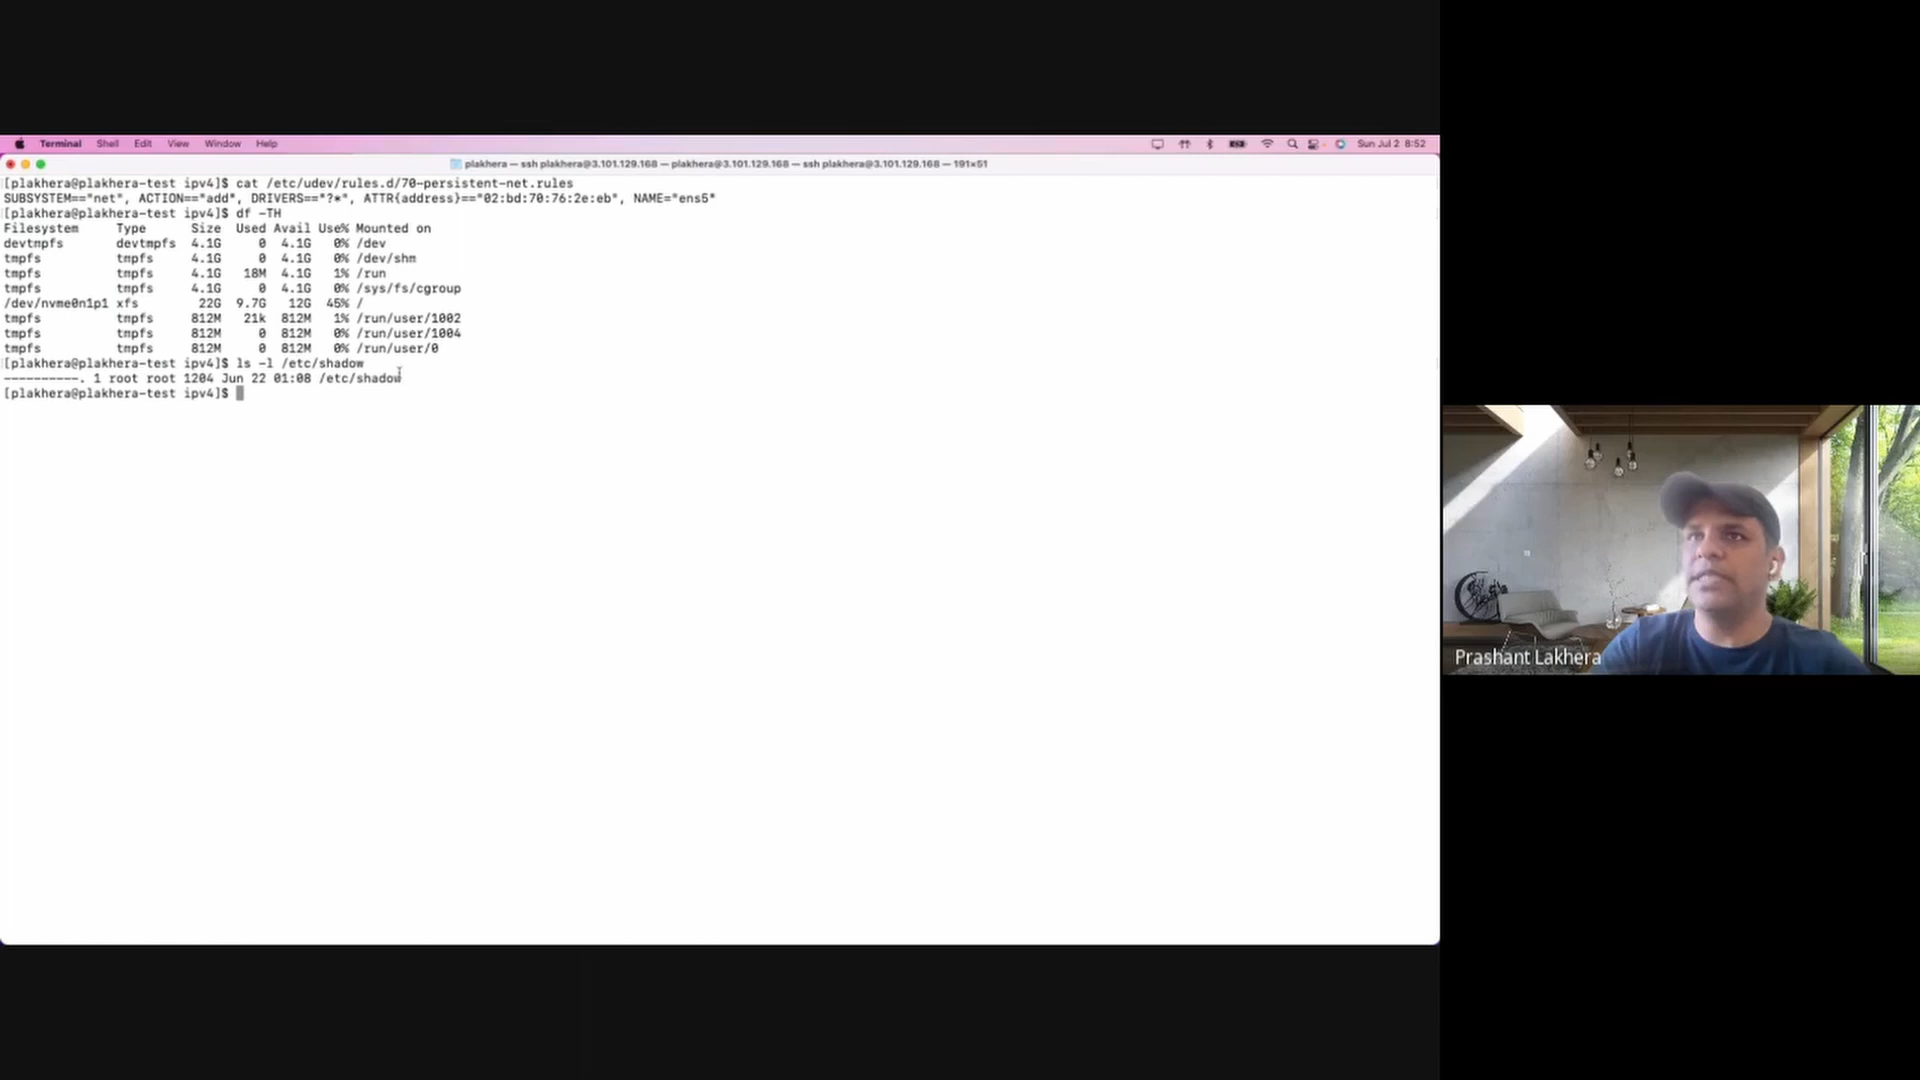 Terminal Shell Edit View Window Help Sun Jul 2 8:52
plakhera — ssh plakhera@3.101.129.168 — plakhera@3.101.129.168 — ssh plakhera@3.101.129.168 — 191×51
[plakhera@plakhera-test ipv4]$ cat /etc/udev/rules.d/70-persistent-net.rules
SUBSYSTEM=="net", ACTION=="add", DRIVERS=="?*", ATTR{address}=="02:bd:70:76:2e:eb", NAME="ens5"
[plakhera@plakhera-test ipv4]$ df -TH
Filesystem Type Size Used Avail Use% Mounted on
devtmpfs devtmpfs 4.1G 0 4.1G 0% /dev
tmpfs tmpfs 4.1G 0 4.1G 0% /dev/shm
tmpfs tmpfs 4.1G 18M 4.1G 1% /run
tmpfs tmpfs 4.1G 0 4.1G 0% /sys/fs/cgroup
/dev/nvme0n1p1 xfs 22G 9.7G 12G 45% /
tmpfs tmpfs 812M 21k 812M 1% /run/user/1002
tmpfs tmpfs 812M 0 812M 0% /run/user/1004
tmpfs tmpfs 812M 0 812M 0% /run/user/0
[plakhera@plakhera-test ipv4]$ ls -l /etc/shadow
----------. 1 root root 1204 Jun 22 01:08 /etc/shadow
[plakhera@plakhera-test ipv4]$
Prashant Lakhera